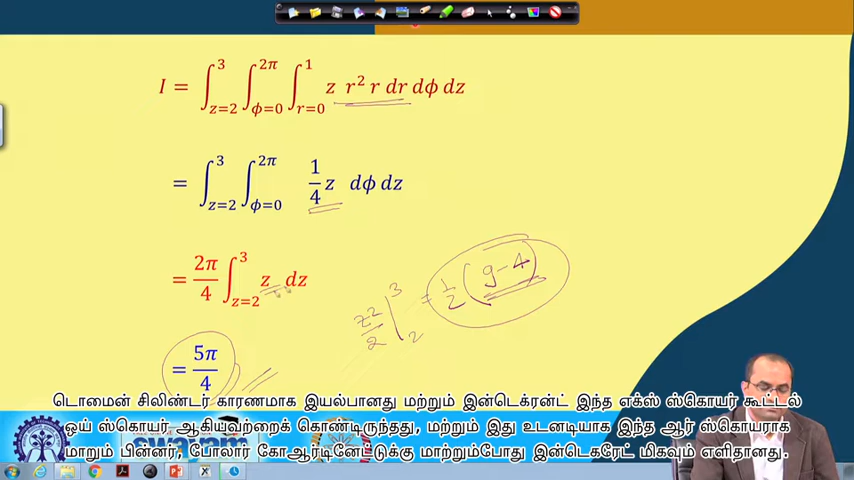 I = ∫_{z=2}^{3} ∫_{ϕ=0}^{2π} ∫_{r=0}^{1} z r² r dr dϕ dz
= ∫_{z=2}^{3} ∫_{ϕ=0}^{2π} 1/4 z dϕ dz
= 2π/4 ∫_{z=2}^{3} z dz
z²/2 |_2^3 = 1/2 (9-4)
= 5π/4
டொமைன் சிலிண்டர் காரணமாக இயல்பானது மற்றும் இன்டெக்ரன்ட் இந்த எக்ஸ் ஸ்கொயர் கூட்டல்
ஒய் ஸ்கொயர் ஆகியவற்றைக் கொண்டிருந்தது, மற்றும் இது உடனடியாக இந்த ஆர் ஸ்கொயராக
மாறும் பின்னர், போலார் கோஆர்டினேட்டுக்கு மாற்றும்போது இன்டெகரேட் மிகவும் எளிதானது.
swayam